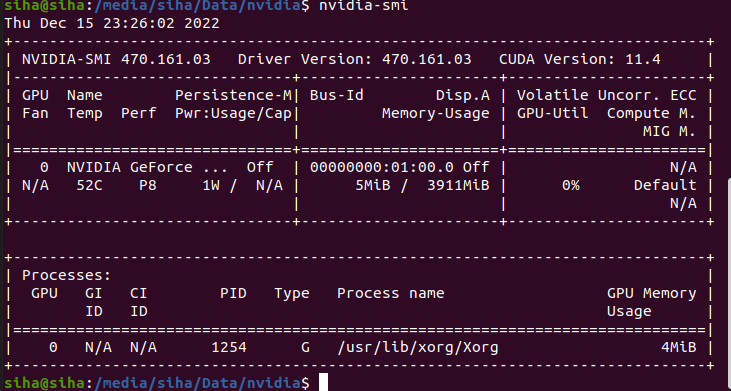 siha@siha:/media/siha/Data/nvidia$ nvidia-smi
Thu Dec 15 23:26:02 2022
+-----------------------------------------------------------------------------+
| NVIDIA-SMI 470.161.03   Driver Version: 470.161.03   CUDA Version: 11.4     |
|-------------------------------+----------------------+----------------------+
| GPU  Name        Persistence-M| Bus-Id        Disp.A | Volatile Uncorr. ECC |
| Fan  Temp  Perf  Pwr:Usage/Cap|         Memory-Usage | GPU-Util  Compute M. |
|                               |                      |               MIG M. |
|===============================+======================+======================|
|   0  NVIDIA GeForce ...  Off  | 00000000:01:00.0 Off |                  N/A |
| N/A   52C    P8     1W /  N/A |      5MiB /  3911MiB |      0%      Default |
|                               |                      |                  N/A |
+-------------------------------+----------------------+----------------------+

+-----------------------------------------------------------------------------+
| Processes:                                                                  |
|  GPU   GI   CI        PID   Type   Process name                  GPU Memory |
|        ID   ID                                                   Usage      |
|=============================================================================|
|    0   N/A  N/A      1254      G   /usr/lib/xorg/Xorg                  4MiB |
+-----------------------------------------------------------------------------+
siha@siha:/media/siha/Data/nvidia$